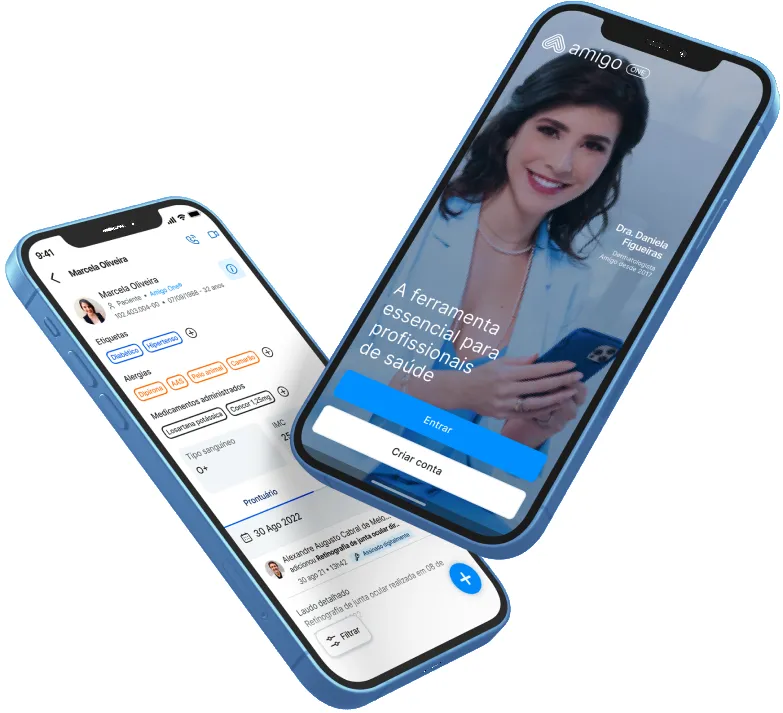 amigo ONE
Dra. Daniela
Figueiras
Dermatologista
Amigo Desde 2017
A ferramenta
essencial para
profissionais
de saúde
Entrar
Criar conta
9:41
Marcela Oliveira
Marcela Oliveira
Paciente • Amigo One®
102.403.004-00 • 07/09/1988 - 32 anos
Etiquetas
Diabético Hipertenso
Alergias
Dipirona AAS Pelo animal Camarão
Medicamentos administrados
Losartana potássica Concor 1,25mg
Tipo sanguíneo
O+
IMC
25
Prontuário
30 Ago 2022
Alexandre Augusto Cabral de Melo...
adicionou Retinografia de junta ocular dir...
30 ago 21 • 13h42 Assinado digitalmente
Laudo detalhado
Retinografia de junta ocular realizada em 08 de
Filtrar